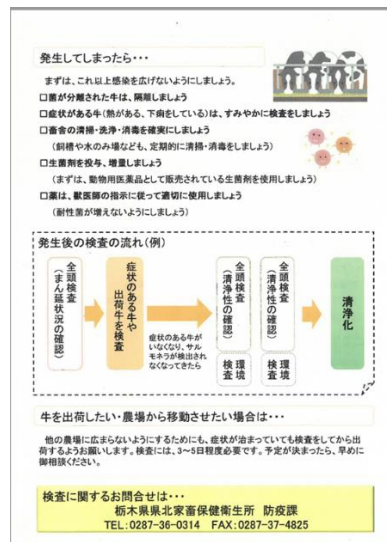 発生してしまったら・・・
まずは、これ以上感染を広げないようにしましょう。
□菌が分離された牛は、隔離しましょう
□症状がある牛(熱がある、下痢をしている)は、すみやかに検査をしましょう
□畜舎の清掃・洗浄・消毒を確実にしましょう
(飼槽や水のみ場なども、定期的に清掃・消毒をしましょう)
□生菌剤を投与、増量しましょう
(まずは、動物用医薬品として販売されている生菌剤を使用しましょう)
□薬は、獣医師の指示に従って適切に使用しましょう
(耐性菌が増えないようにしましょう)
発生後の検査の流れ(例)
全頭検査
(まん延状況の確認)
症状のある牛や
出荷牛を検査
症状のある牛が
いなくなり、サル
モネラが検出され
なくなってきたら
全頭検査
(清浄性の確認)
環境
検査
全頭検査
(清浄性の確認)
環境
検査
清浄化
牛を出荷したい・農場から移動させたい場合は・・・
他の農場に広まらないようにするためにも、症状が治まっていても検査をしてから出
荷するようお願いします。検査には、3~5日程度必要です。予定が決まったら、早めに
御相談ください。
検査に関するお問合せは・・・
栃木県県北家畜保健衛生所 防疫課
TEL:0287-36-0314 FAX:0287-37-4825